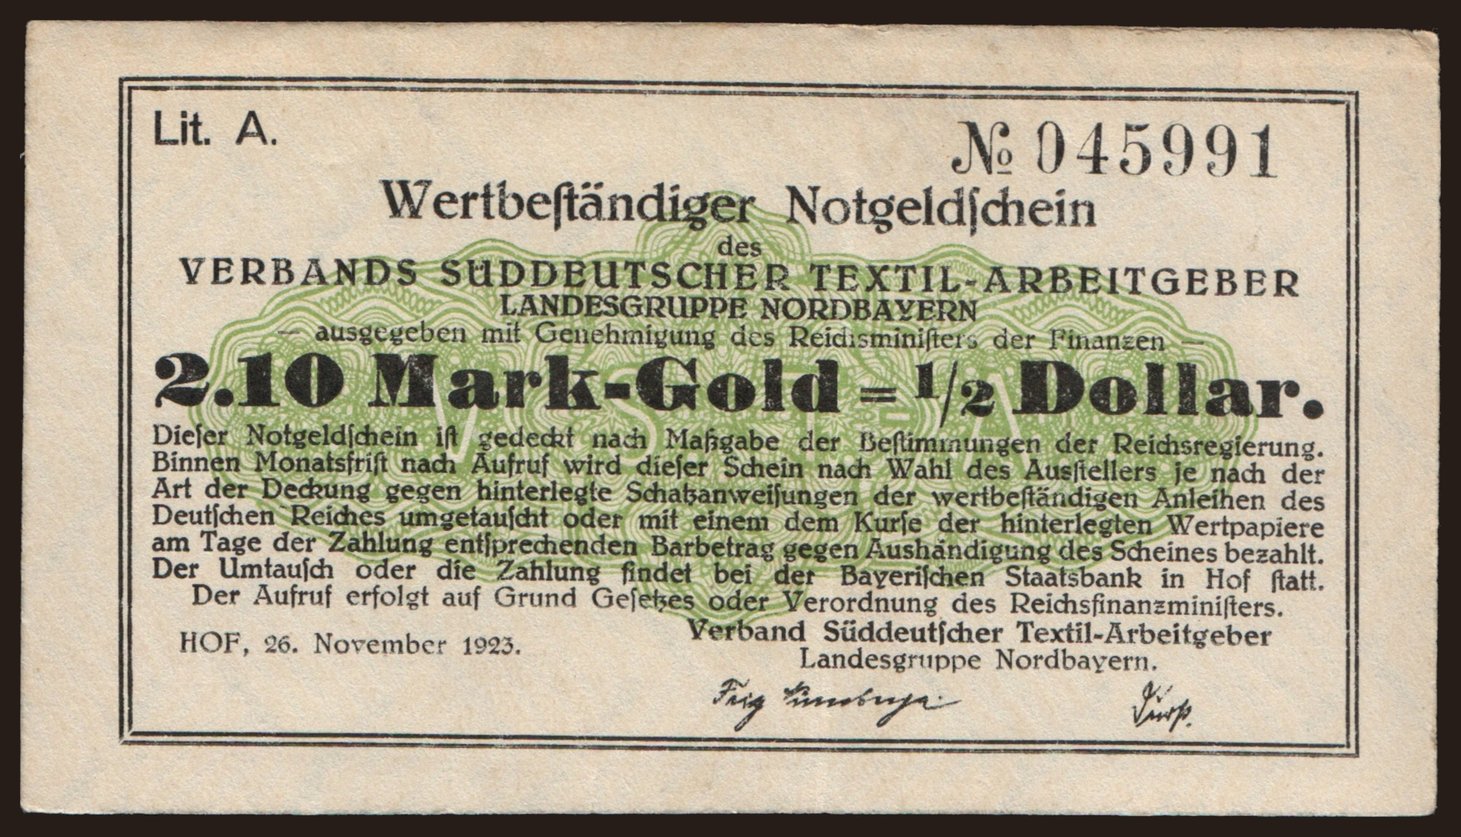 Lit. A.
№ 045991
Wertbeſtändiger Notgeldſchein
des
VERBANDS SÜDDEUTSCHER TEXTIL-ARBEITGEBER
LANDESGRUPPE NORDBAYERN
— ausgegeben mit Genehmigung des Reichsminiſters der Finanzen —
2.10 Mark-Gold = 1/2 Dollar.
Dieſer Notgeldſchein iſt gedeckt nach Maßgabe der Beſtimmungen der Reichsregierung.
Binnen Monatsfriſt nach Aufruf wird dieſer Schein nach Wahl des Ausſtellers je nach der
Art der Deckung gegen hinterlegte Schatzanweiſungen der wertbeſtändigen Anleihen des
Deutſchen Reiches umgetauſcht oder mit einem dem Kurſe der hinterlegten Wertpapiere
am Tage der Zahlung entſprechenden Barbetrag gegen Aushändigung des Scheines bezahlt.
Der Umtauſch oder die Zahlung findet bei der Bayeriſchen Staatsbank in Hof ſtatt.
Der Aufruf erfolgt auf Grund Geſetzes oder Verordnung des Reichsfinanzminiſters.
HOF, 26. November 1923.
Verband Süddeutſcher Textil-Arbeitgeber
Landesgruppe Nordbayern.